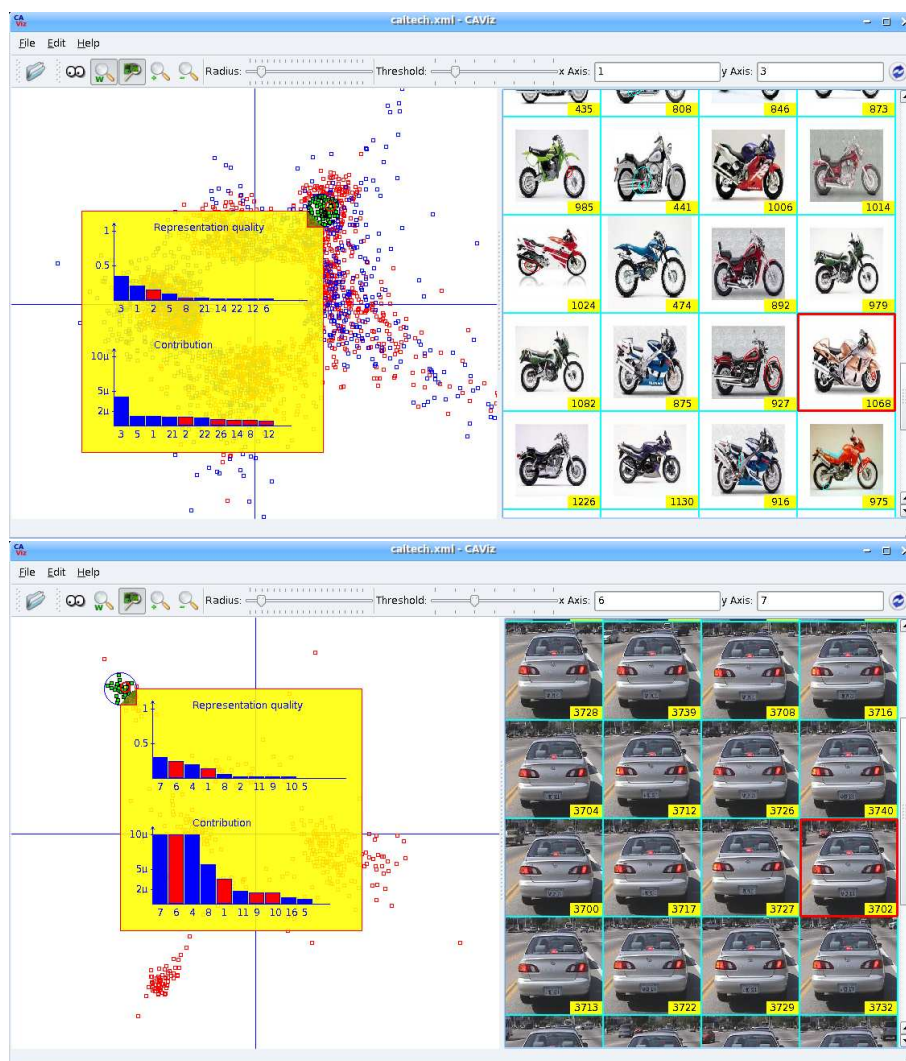 CA
Viz
caltech.xml - CAViz
File Edit Help
W Radius: Threshold: x Axis: 1 y Axis: 3
Representation quality
1
0.5
3 1 2 5 8 21 14 22 12 6
Contribution
10µ
5µ
2µ
3 5 1 21 2 22 26 14 8 12
435 808 846 873
985 441 1006 1014
1024 474 892 979
1082 875 927 1068
1226 1130 916 975
CA
Viz
caltech.xml - CAViz
File Edit Help
W Radius: Threshold: x Axis: 6 y Axis: 7
Representation quality
1
0.5
7 6 4 1 8 2 11 9 10 5
Contribution
10µ
5µ
2µ
7 6 4 8 1 11 9 10 16 5
3728 3739 3708 3716
3704 3712 3726 3740
3700 3717 3727 3702
3713 3722 3729 3732